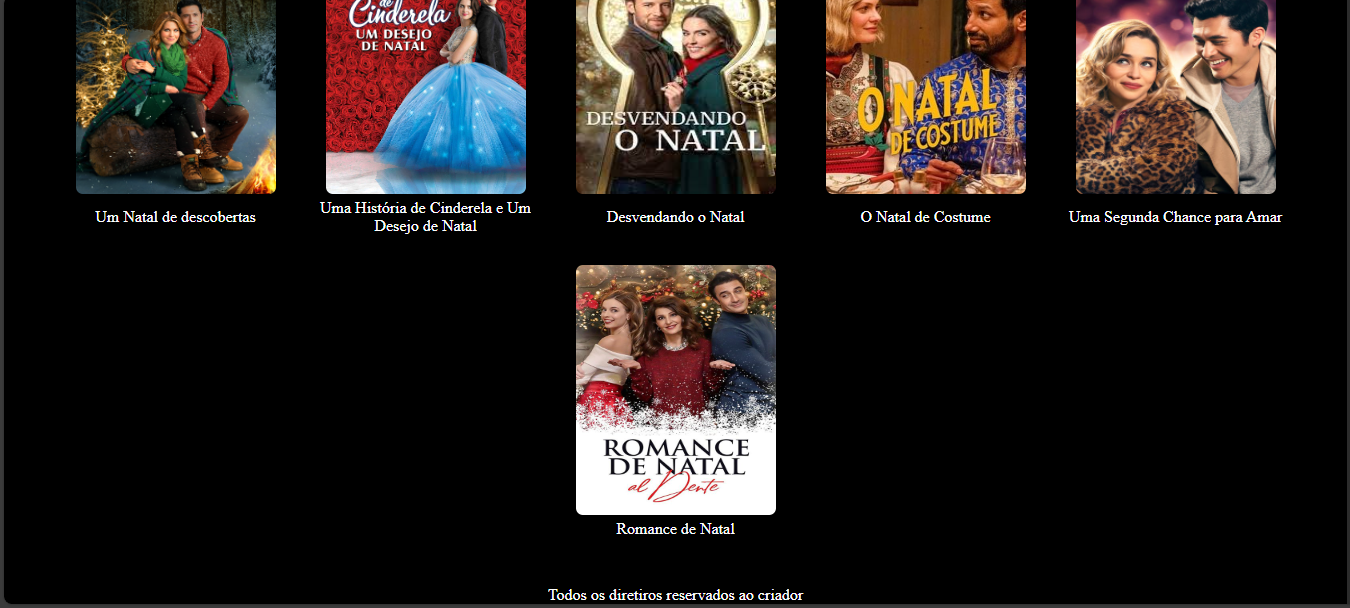 de
Cinderela
UM DESEJO
DE NATAL
DESVENDANDO
O NATAL
O NATAL
DE COSTUME
Um Natal de descobertas
Uma História de Cinderela e Um
Desejo de Natal
Desvendando o Natal
O Natal de Costume
Uma Segunda Chance para Amar
ROMANCE
DE NATAL
al Dente
Romance de Natal
Todos os diretiros reservados ao criador